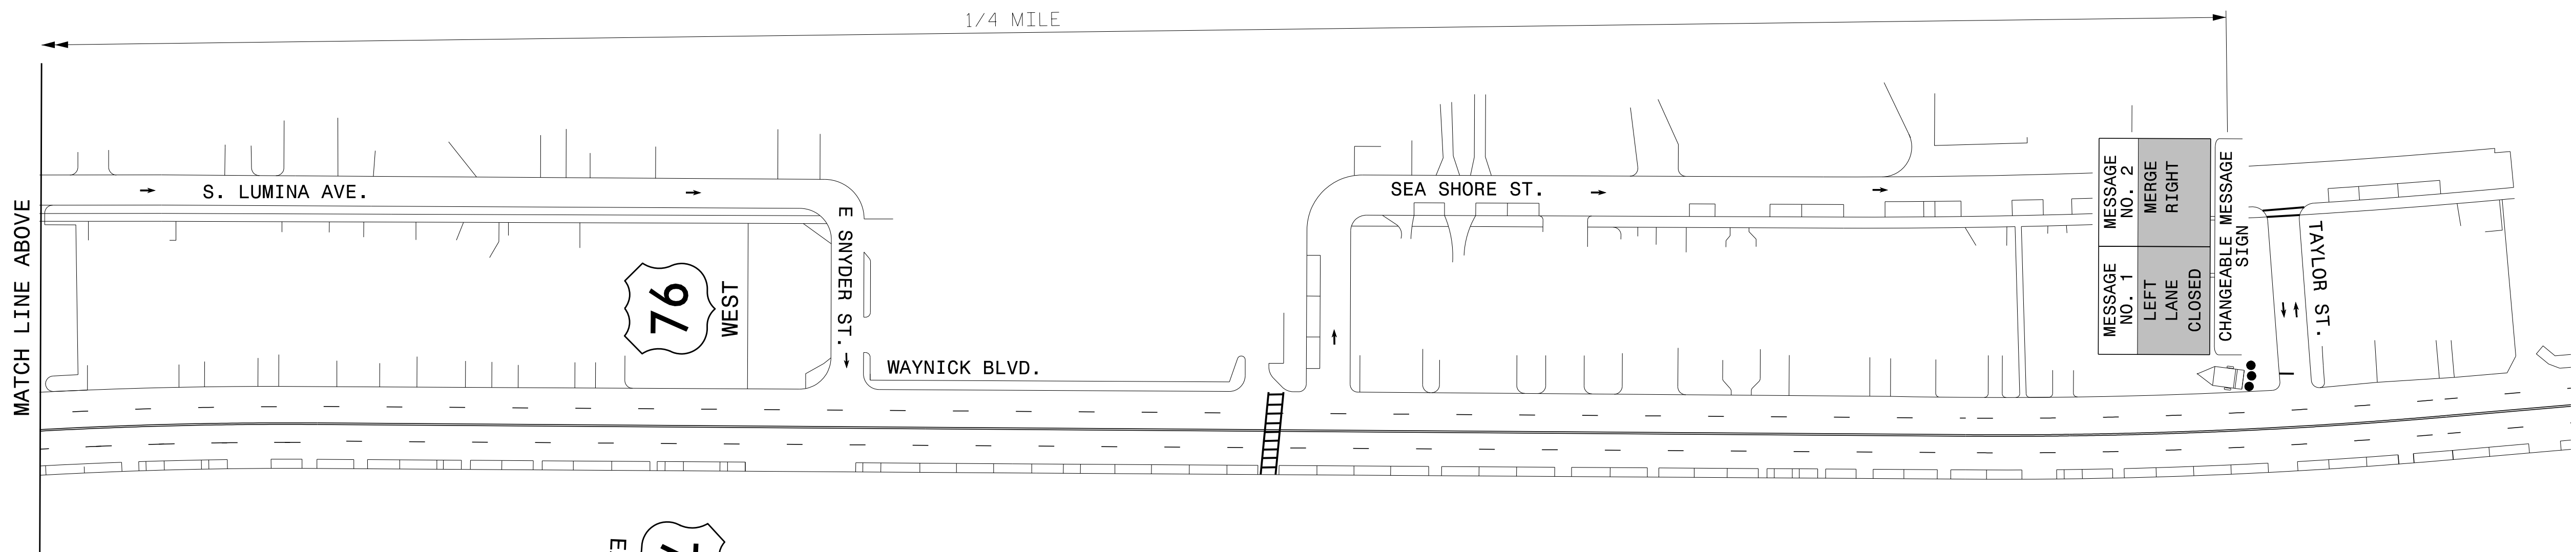 1/4 MILE
MATCH LINE ABOVE
S. LUMINA AVE.
E SNYDER ST.
76
WEST
WAYNICK BLVD.
SEA SHORE ST.
MESSAGE
NO. 2
MERGE
RIGHT
MESSAGE
NO. 1
LEFT
LANE
CLOSED
CHANGEABLE MESSAGE
SIGN
TAYLOR ST.